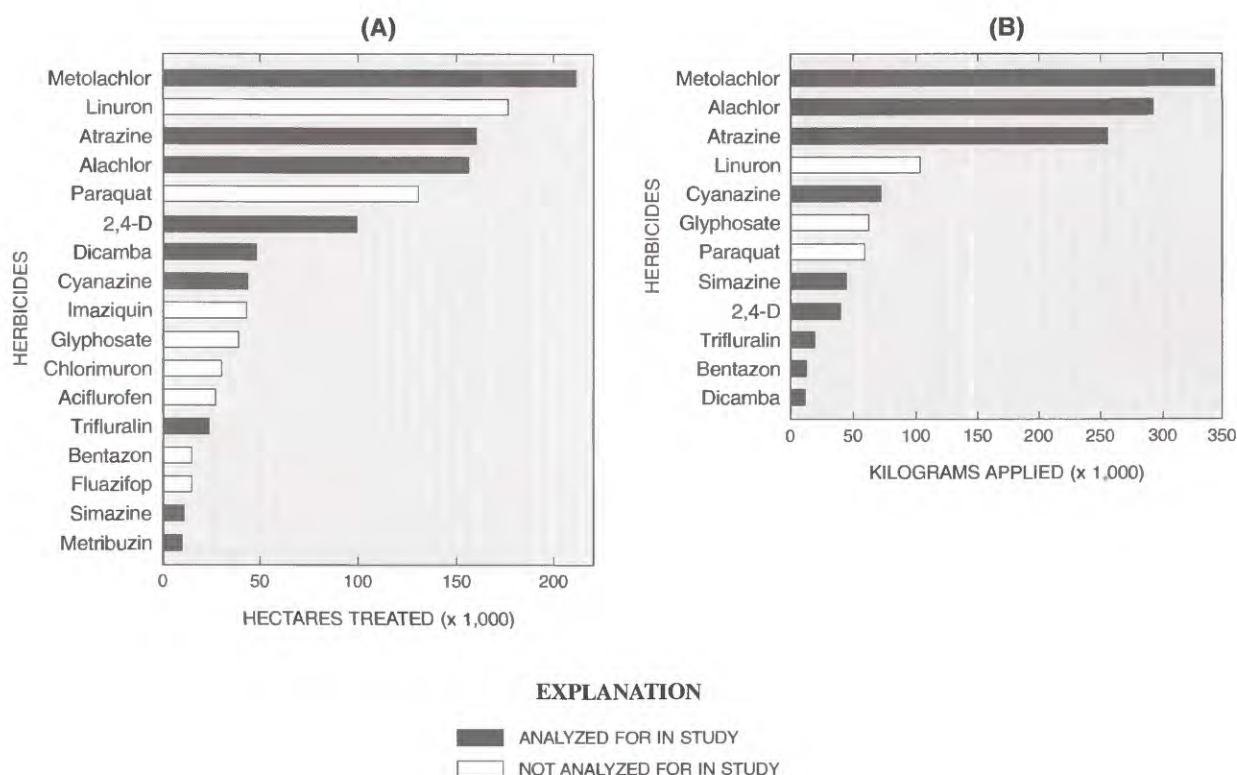 (A)
HERBICIDES
Metolachlor
Linuron
Atrazine
Alachlor
Paraquat
2,4-D
Dicamba
Cyanazine
Imaziquin
Glyphosate
Chlorimuron
Aciflurofen
Trifluralin
Bentazon
Fluazifop
Simazine
Metribuzin
0 50 100 150 200
HECTARES TREATED (x 1,000)
(B)
HERBICIDES
Metolachlor
Alachlor
Atrazine
Linuron
Cyanazine
Glyphosate
Paraquat
Simazine
2,4-D
Trifluralin
Bentazon
Dicamba
0 50 100 150 200 250 300 350
KILOGRAMS APPLIED (x 1,000)
EXPLANATION
ANALYZED FOR IN STUDY
NOT ANALYZED FOR IN STUDY